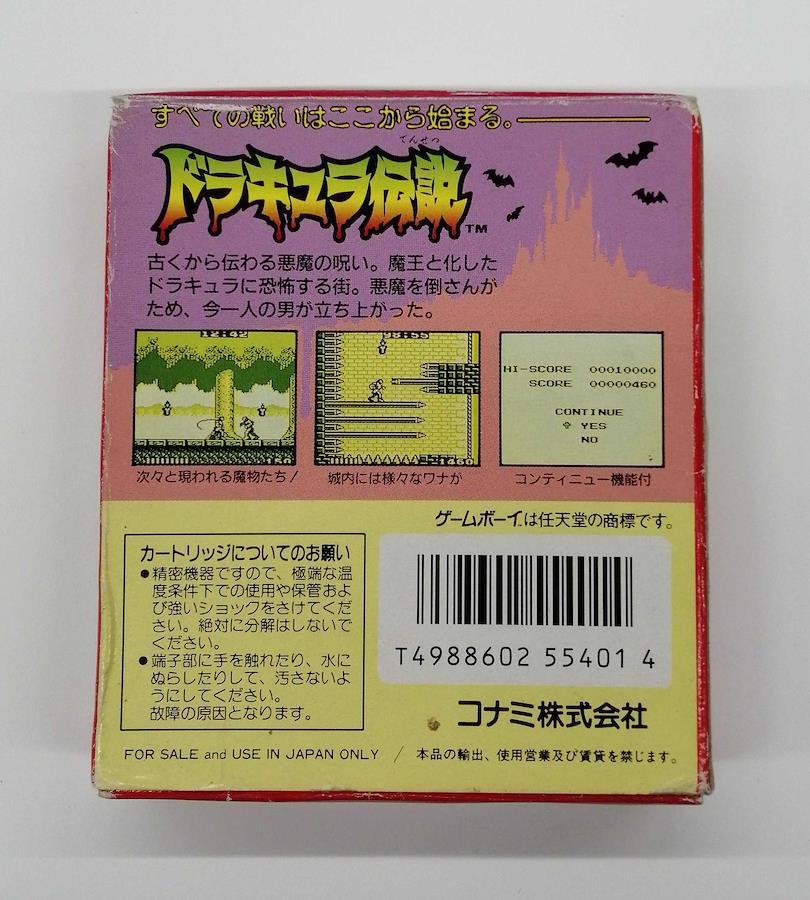 すべての戦いはここから始まる。
でんせつ
ドラキュラ伝説™
古くから伝わる悪魔の呪い。魔王と化した
ドラキュラに恐怖する街。悪魔を倒さんが
ため、今一人の男が立ち上がった。
12:42
98:55
HI-SCORE 00010000
SCORE 00000460
CONTINUE
YES
NO
次々と現われる魔物たち!
城内には様々なワナが
コンティニュー機能付
ゲームボーイは任天堂の商標です。
カートリッジについてのお願い
●精密機器ですので、極端な温
度条件下での使用や保管およ
び強いショックをさけてくだ
さい。絶対に分解はしないで
ください。
●端子部に手を触れたり、水に
ぬらしたりして、汚さないよ
うにしてください。
故障の原因となります。
T4988602 55401 4
コナミ株式会社
FOR SALE and USE IN JAPAN ONLY / 本品の輸出、使用営業及び賃貸を禁じます。